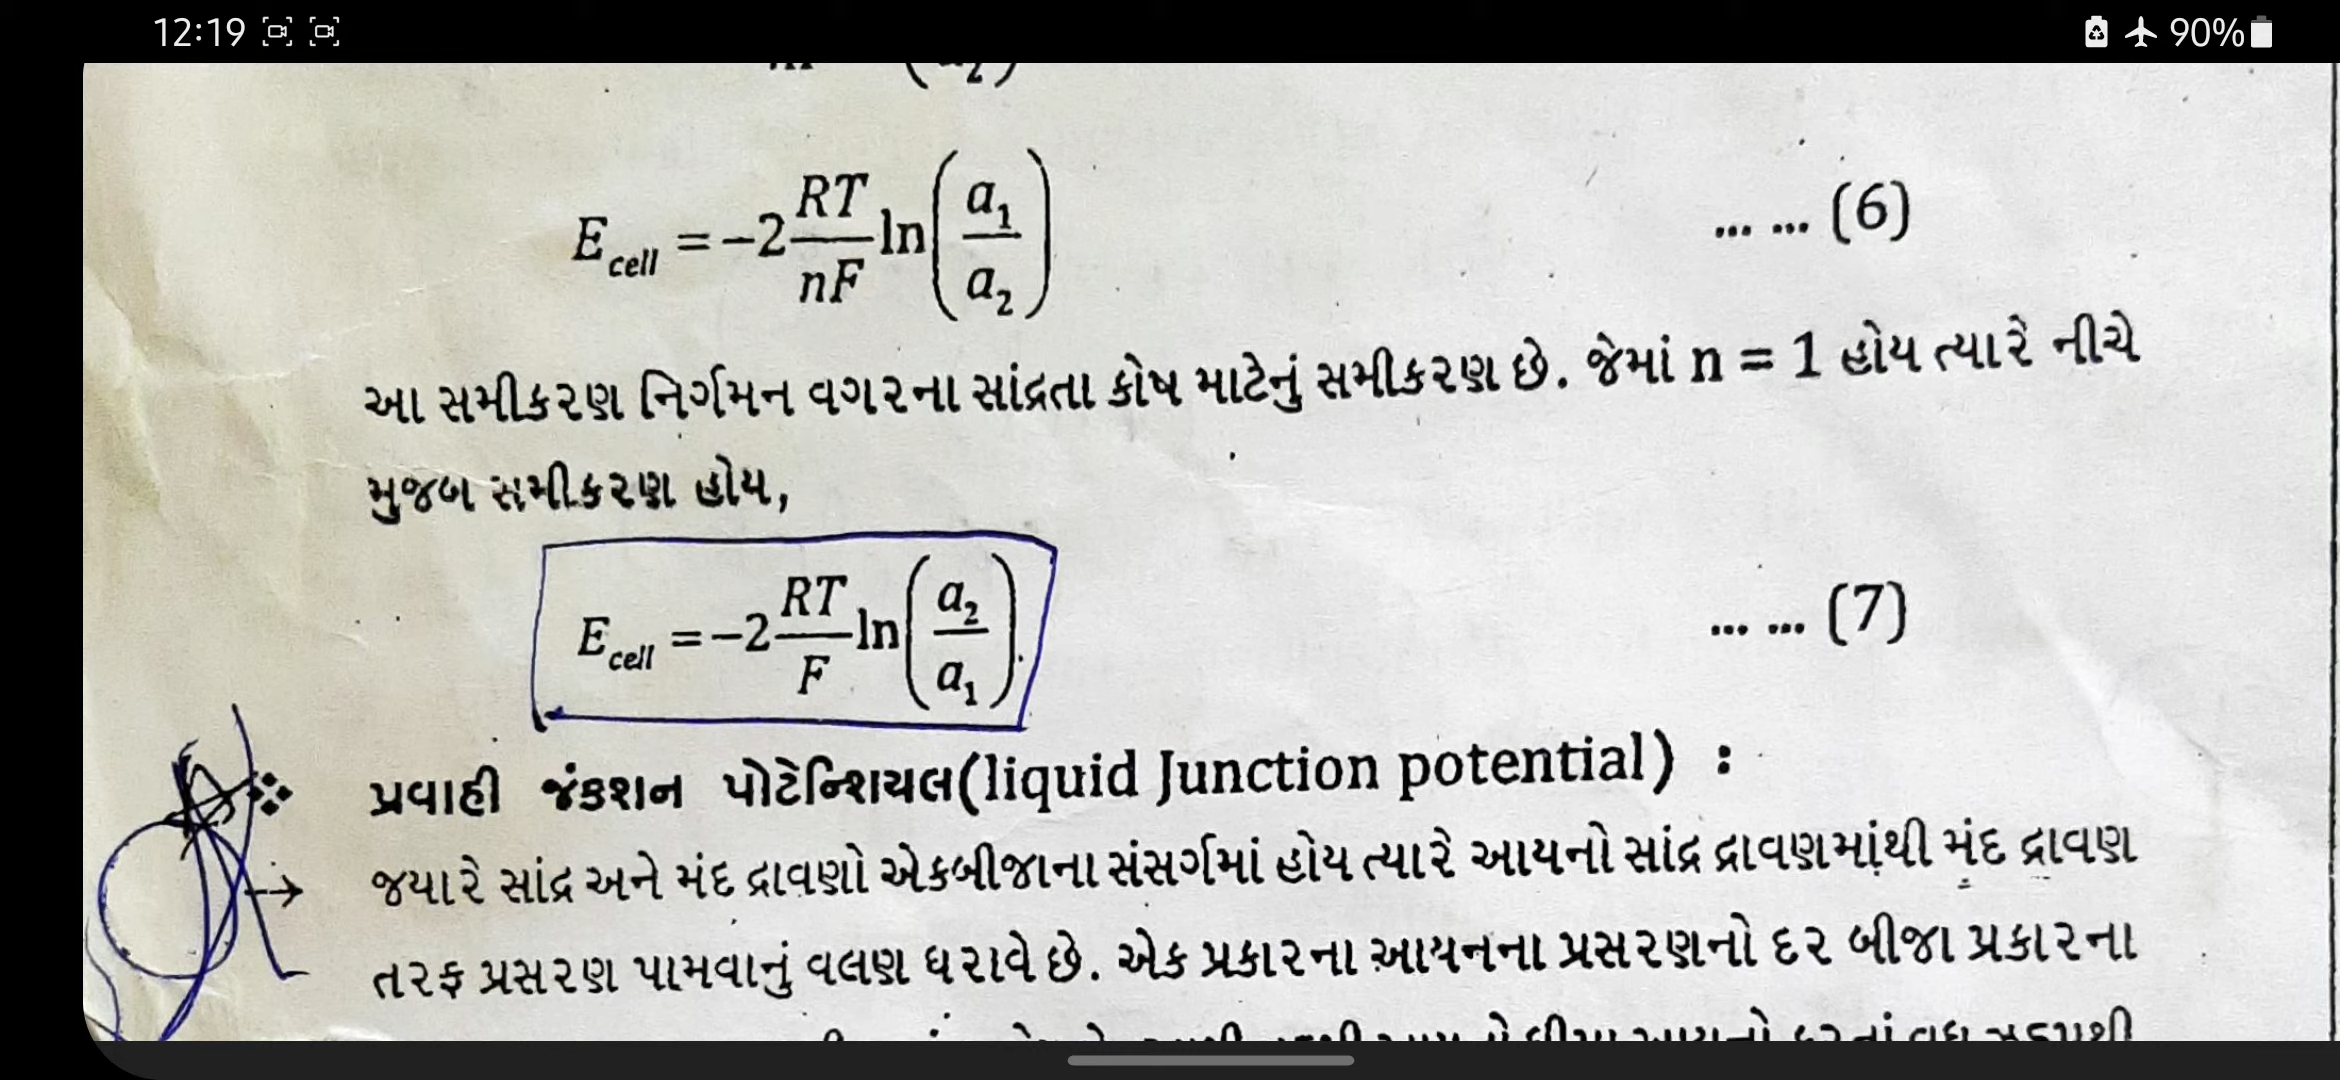 12:19 90%
E_cell = -2 RT/nF ln(a₁/a₂) ... ... (6)
આ સમીકરણ નિર્ગમન વગરના સાંદ્રતા કોષ માટેનું સમીકરણ છે. જેમાં n = 1 હોય ત્યારે નીચે
મુજબ સમીકરણ હોય,
E_cell = -2 RT/F ln(a₂/a₁). ... ... (7)
❖ પ્રવાહી જંકશન પોટેન્શિયલ(liquid Junction potential) :
→ જયારે સાંદ્ર અને મંદ દ્રાવણો એકબીજાના સંસર્ગમાં હોય ત્યારે આયનો સાંદ્ર દ્રાવણમાંથી મંદ દ્રાવણ
તરફ પ્રસરણ પામવાનું વલણ ધરાવે છે. એક પ્રકારના આયનના પ્રસરણનો દર બીજા પ્રકારના